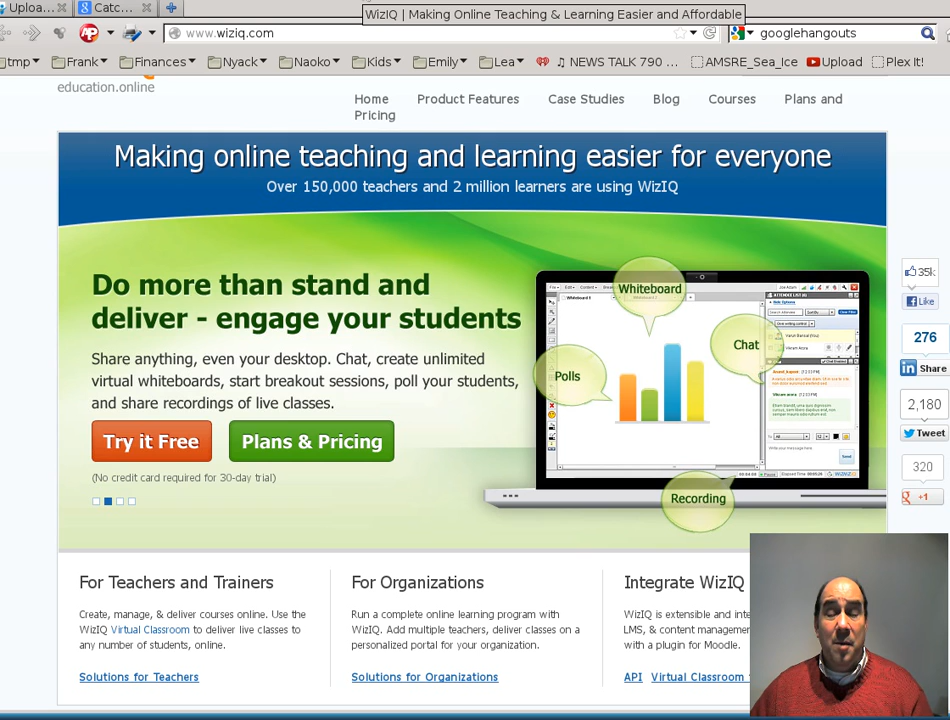 Uploa...
Catc...
WizIQ | Making Online Teaching & Learning Easier and Affordable
www.wiziq.com
googlehangouts
tmp
Frank
Finances
Nyack
Naoko
Kids
Emily
Lea
NEWS TALK 790 ...
AMSRE_Sea_Ice
Upload
Plex It!
education.online
Home Product Features Case Studies Blog Courses Plans and
Pricing
Making online teaching and learning easier for everyone
Over 150,000 teachers and 2 million learners are using WizIQ
Do more than stand and
deliver - engage your students
Share anything, even your desktop. Chat, create unlimited
virtual whiteboards, start breakout sessions, poll your students,
and share recordings of live classes.
Try it Free
Plans & Pricing
(No credit card required for 30-day trial)
Whiteboard
Chat
Polls
Recording
35k
Like
276
Share
2,180
Tweet
320
+1
For Teachers and Trainers
Create, manage, & deliver courses online. Use the
WizIQ Virtual Classroom to deliver live classes to
any number of students, online.
Solutions for Teachers
For Organizations
Run a complete online learning program with
WizIQ. Add multiple teachers, deliver classes on a
personalized portal for your organization.
Solutions for Organizations
Integrate WizIQ
WizIQ is extensible and inte
LMS, & content managemen
with a plugin for Moodle.
API Virtual Classroom